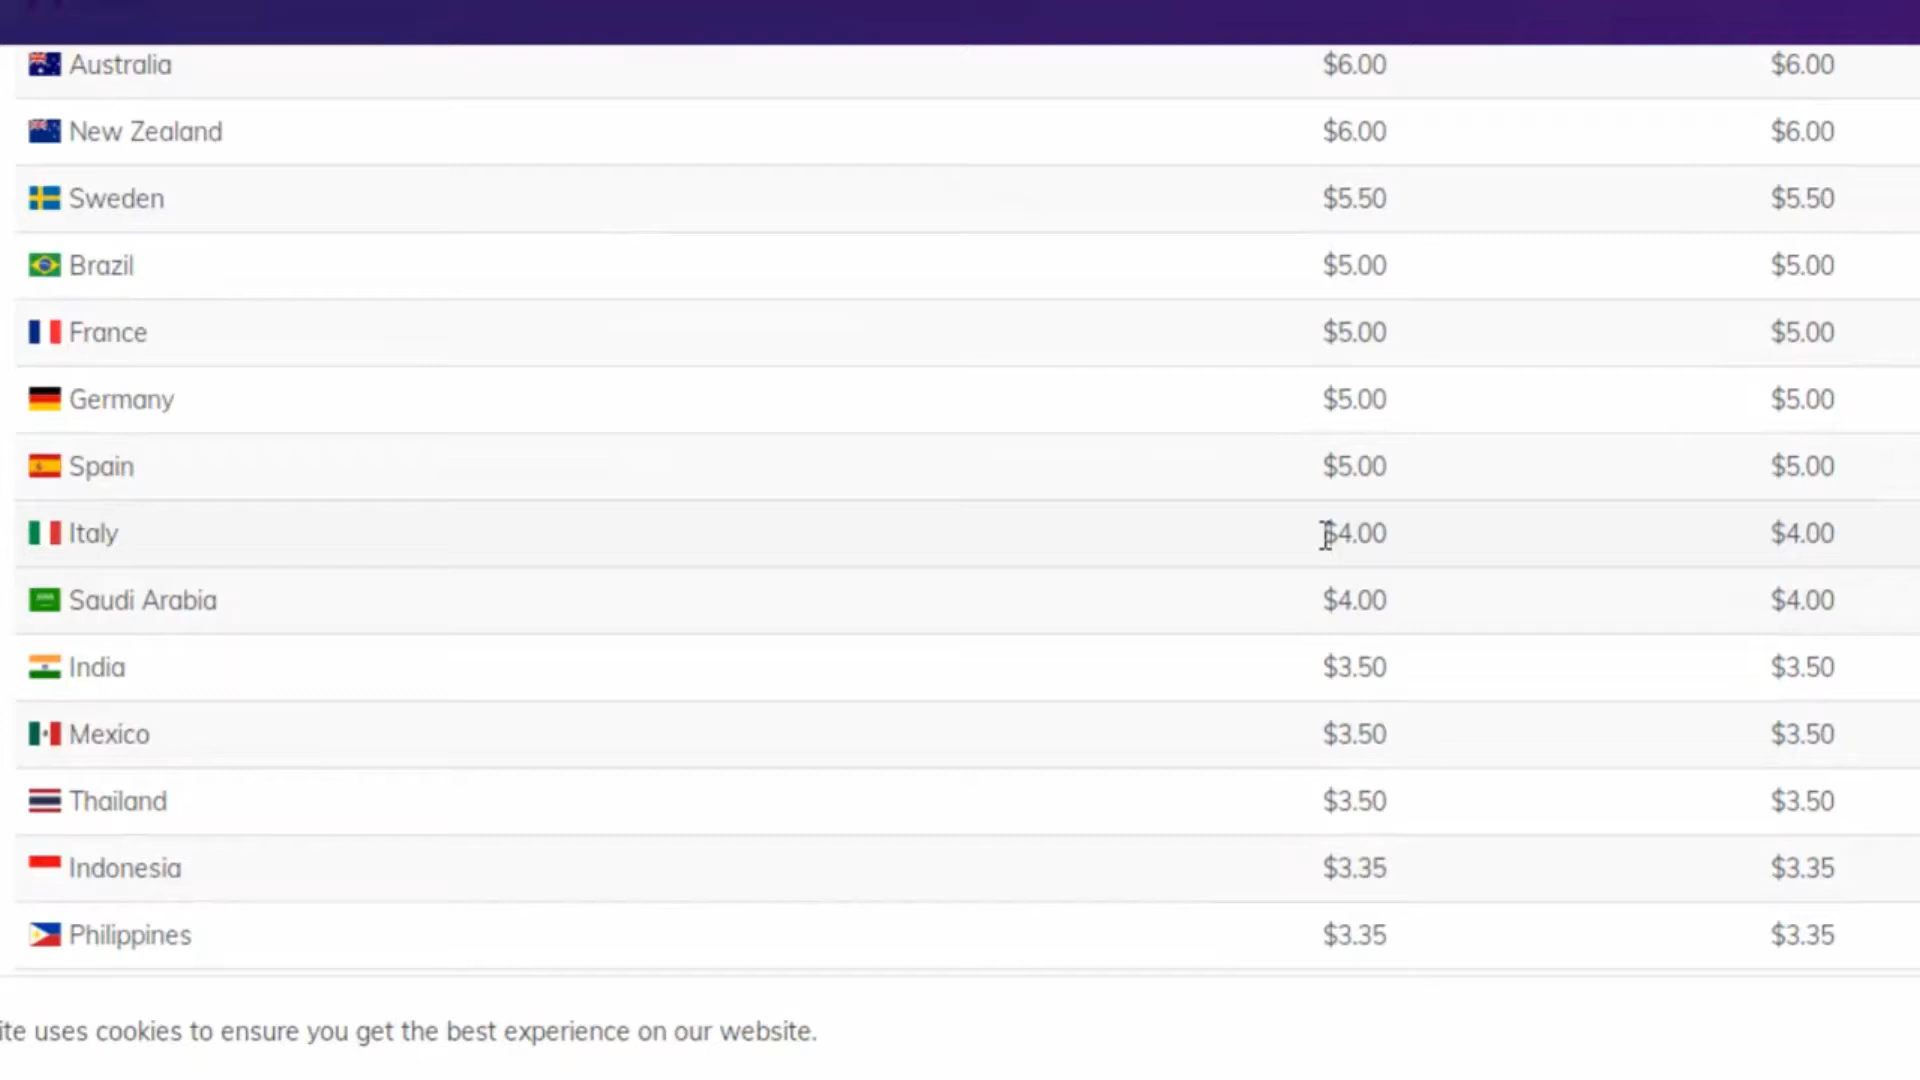 Australia $6.00 $6.00
New Zealand $6.00 $6.00
Sweden $5.50 $5.50
Brazil $5.00 $5.00
France $5.00 $5.00
Germany $5.00 $5.00
Spain $5.00 $5.00
Italy $4.00 $4.00
Saudi Arabia $4.00 $4.00
India $3.50 $3.50
Mexico $3.50 $3.50
Thailand $3.50 $3.50
Indonesia $3.35 $3.35
Philippines $3.35 $3.35
ite uses cookies to ensure you get the best experience on our website.